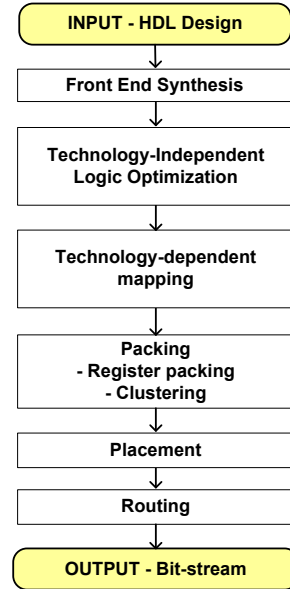 INPUT - HDL Design
Front End Synthesis
Technology-Independent
Logic Optimization
Technology-dependent
mapping
Packing
- Register packing
- Clustering
Placement
Routing
OUTPUT - Bit-stream